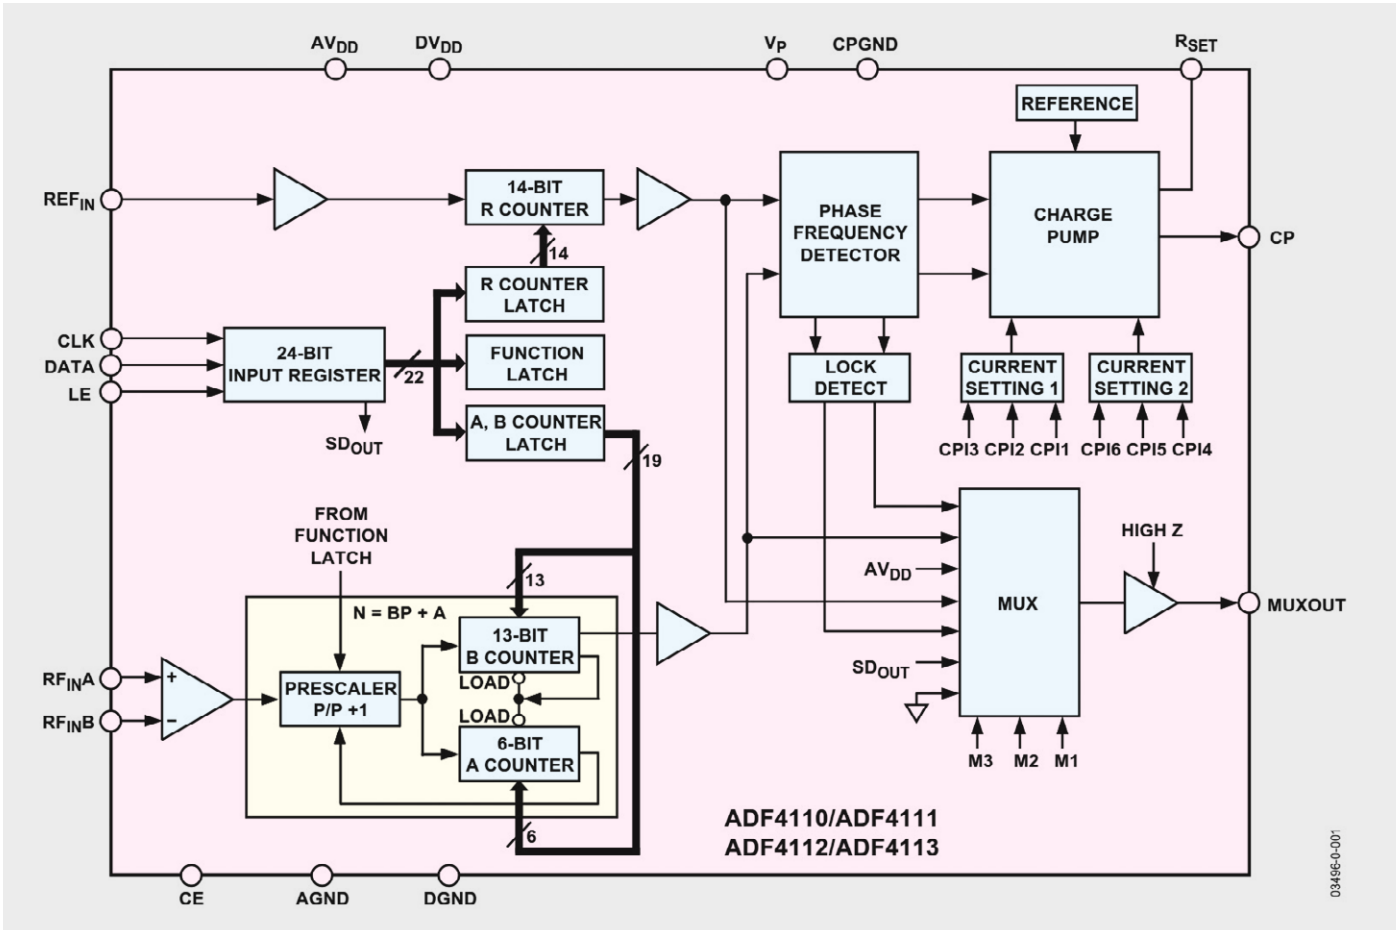 AVDD DVDD VP CPGND RSET
REFERENCE
REFIN
14-BIT
R COUNTER
PHASE
FREQUENCY
DETECTOR
CHARGE
PUMP
CP
14
R COUNTER
LATCH
CLK
DATA
LE
24-BIT
INPUT REGISTER
22
FUNCTION
LATCH
LOCK
DETECT
CURRENT
SETTING 1
CURRENT
SETTING 2
SDOUT
A, B COUNTER
LATCH
19
CPI3 CPI2 CPI1 CPI6 CPI5 CPI4
FROM
FUNCTION
LATCH
HIGH Z
13
AVDD
MUX
MUXOUT
N = BP + A
13-BIT
B COUNTER
SDOUT
RFINA
RFINB
+
−
PRESCALER
P/P +1
LOAD
LOAD
6-BIT
A COUNTER
M3 M2 M1
6
ADF4110/ADF4111
ADF4112/ADF4113
CE AGND DGND
03496-0-001